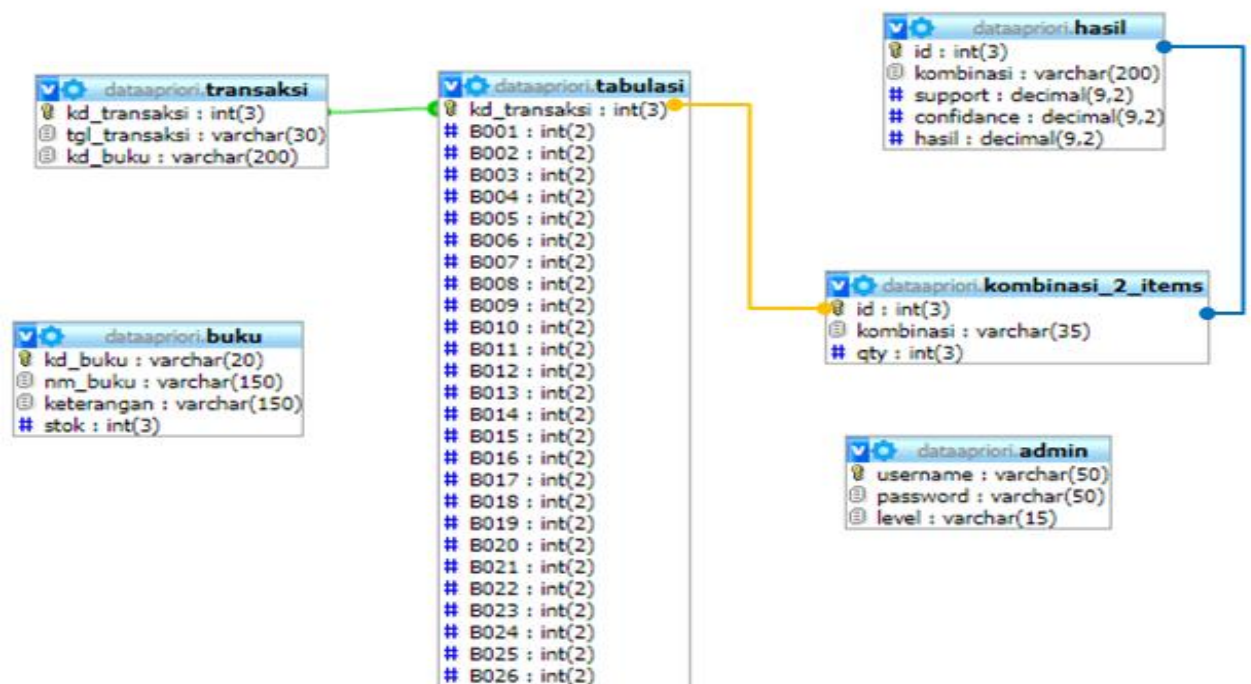 dataapriori.transaksi
kd_transaksi : int(3)
tgl_transaksi : varchar(30)
kd_buku : varchar(200)
dataapriori.buku
kd_buku : varchar(20)
nm_buku : varchar(150)
keterangan : varchar(150)
# stok : int(3)
dataapriori.tabulasi
kd_transaksi : int(3)
# B001 : int(2)
# B002 : int(2)
# B003 : int(2)
# B004 : int(2)
# B005 : int(2)
# B006 : int(2)
# B007 : int(2)
# B008 : int(2)
# B009 : int(2)
# B010 : int(2)
# B011 : int(2)
# B012 : int(2)
# B013 : int(2)
# B014 : int(2)
# B015 : int(2)
# B016 : int(2)
# B017 : int(2)
# B018 : int(2)
# B019 : int(2)
# B020 : int(2)
# B021 : int(2)
# B022 : int(2)
# B023 : int(2)
# B024 : int(2)
# B025 : int(2)
# B026 : int(2)
dataapriori.hasil
id : int(3)
kombinasi : varchar(200)
# support : decimal(9,2)
# confidance : decimal(9,2)
# hasil : decimal(9,2)
dataapriori.kombinasi_2_items
id : int(3)
kombinasi : varchar(35)
# qty : int(3)
dataapriori.admin
username : varchar(50)
password : varchar(50)
level : varchar(15)